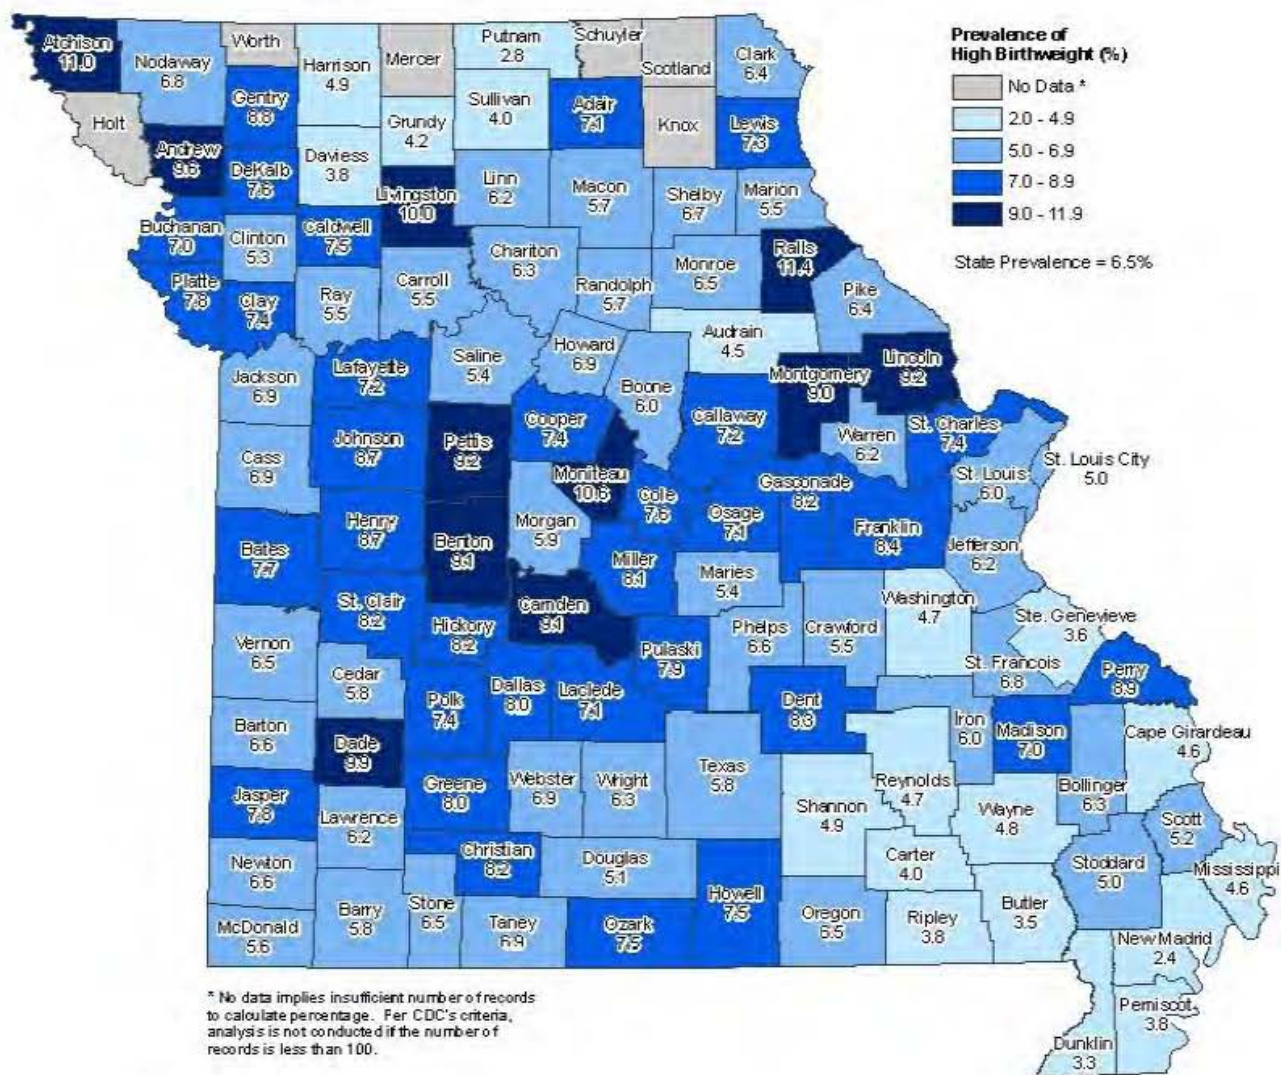 Prevalence of
High Birthweight (%)
No Data *
2.0 - 4.9
5.0 - 6.9
7.0 - 8.9
9.0 - 11.9
State Prevalence = 6.5%
Atchison
11.0
Nodaway
6.8
Worth
Harrison
4.9
Mercer
Putnam
2.8
Schuyler
Scotland
Clark
6.4
Holt
Gentry
8.8
Grundy
4.2
Sullivan
4.0
Adair
7.1
Knox
Lewis
7.3
Andrew
9.6
DeKalb
7.6
Daviess
3.8
Livingston
10.0
Linn
6.2
Macon
5.7
Shelby
6.7
Marion
5.5
Buchanan
7.0
Clinton
5.3
Caldwell
7.5
Chariton
6.3
Monroe
6.5
Ralls
11.4
Platte
7.8
Clay
7.4
Ray
5.5
Carroll
5.5
Randolph
5.7
Pike
6.4
Jackson
6.9
Lafayette
7.2
Saline
5.4
Howard
6.9
Boone
6.0
Audrain
4.5
Montgomery
9.0
Lincoln
9.2
Cass
6.9
Johnson
8.7
Pettis
9.2
Cooper
7.4
Moniteau
10.6
Callaway
7.2
Warren
6.2
St. Charles
7.4
St. Louis
6.0
St. Louis City
5.0
Bates
7.7
Henry
8.7
Benton
9.1
Morgan
5.9
Cole
7.6
Osage
7.1
Gasconade
8.2
Franklin
8.4
Jefferson
6.2
Miller
8.1
Maries
5.4
Vernon
6.5
St. Clair
8.2
Hickory
8.2
Camden
9.1
Pulaski
7.9
Phelps
6.6
Crawford
5.5
Washington
4.7
Ste. Genevieve
3.6
St. Francois
6.8
Perry
8.9
Cedar
5.8
Polk
7.4
Dallas
8.0
Laclede
7.1
Dent
8.3
Iron
6.0
Madison
7.0
Cape Girardeau
4.6
Barton
6.6
Dade
9.9
Greene
8.0
Webster
6.9
Wright
6.3
Texas
5.8
Shannon
4.9
Reynolds
4.7
Wayne
4.8
Bollinger
6.3
Scott
5.2
Jasper
7.8
Lawrence
6.2
Christian
8.2
Douglas
5.1
Howell
7.5
Carter
4.0
Butler
3.5
Stoddard
5.0
Mississippi
4.6
Newton
6.6
McDonald
5.6
Barry
5.8
Stone
6.5
Taney
6.9
Ozark
7.5
Oregon
6.5
Ripley
3.8
New Madrid
2.4
Pemiscot
3.8
Dunklin
3.3
* No data implies insufficient number of records
to calculate percentage. Per CDC's criteria,
analysis is not conducted if the number of
records is less than 100.